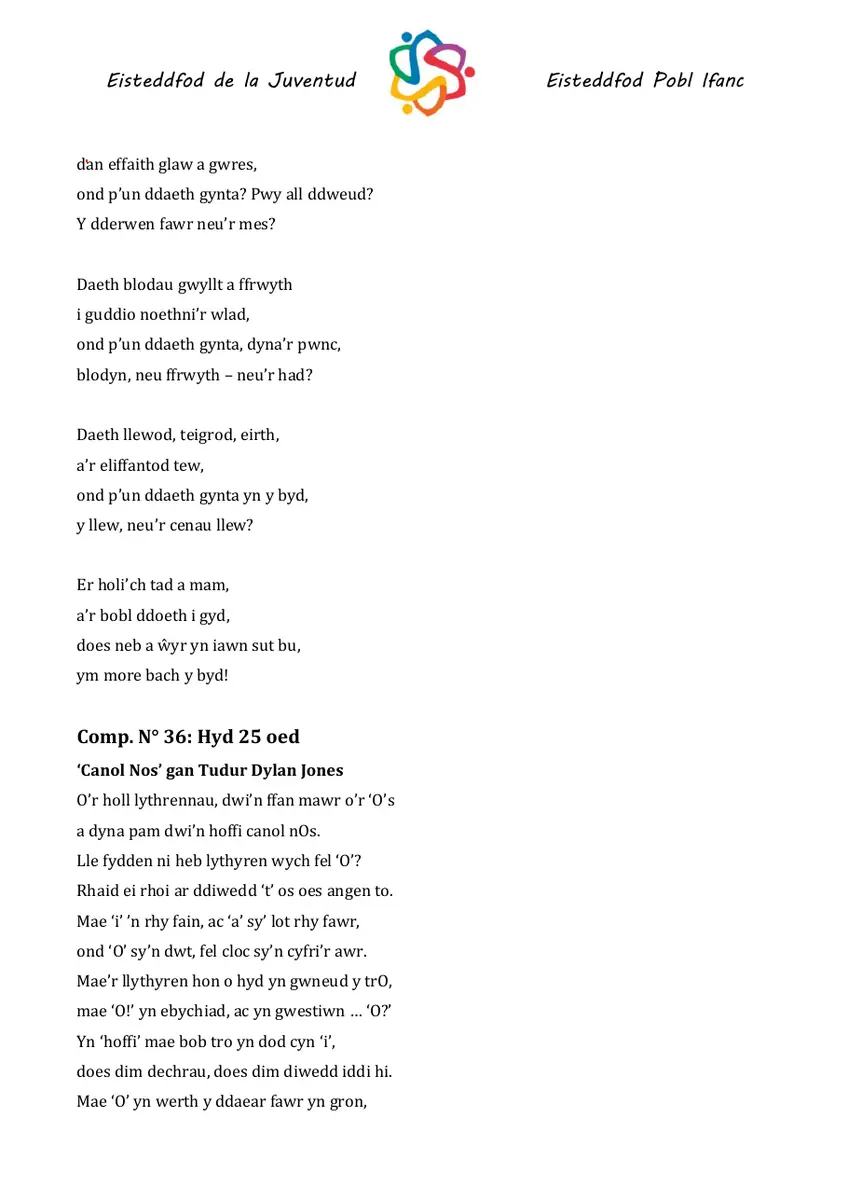 Eisteddfod de la Juventud
Eisteddfod Pobl Ifanc
dan effaith glaw a gwres,
ond p’un ddaeth gynta? Pwy all ddweud?
Y dderwen fawr neu’r mes?
Daeth blodau gwyllt a ffrwyth
i guddio noethni’r wlad,
ond p’un ddaeth gynta, dyna’r pwnc,
blodyn, neu ffrwyth – neu’r had?
Daeth llewod, teigrod, eirth,
a’r eliffantod tew,
ond p’un ddaeth gynta yn y byd,
y llew, neu’r cenau llew?
Er holi’ch tad a mam,
a’r bobl ddoeth i gyd,
does neb a ŵyr yn iawn sut bu,
ym more bach y byd!
Comp. N° 36: Hyd 25 oed
‘Canol Nos’ gan Tudur Dylan Jones
O’r holl lythrennau, dwi’n ffan mawr o’r ‘O’s
a dyna pam dwi’n hoffi canol nOs.
Lle fydden ni heb lythyren wych fel ‘O’?
Rhaid ei rhoi ar ddiwedd ‘t’ os oes angen to.
Mae ‘i’ ’n rhy fain, ac ‘a’ sy’ lot rhy fawr,
ond ‘O’ sy’n dwt, fel cloc sy’n cyfri’r awr.
Mae’r llythyren hon o hyd yn gwneud y trO,
mae ‘O!’ yn ebychiad, ac yn gwestiwn … ‘O?’
Yn ‘hoffi’ mae bob tro yn dod cyn ‘i’,
does dim dechrau, does dim diwedd iddi hi.
Mae ‘O’ yn werth y ddaear fawr yn gron,